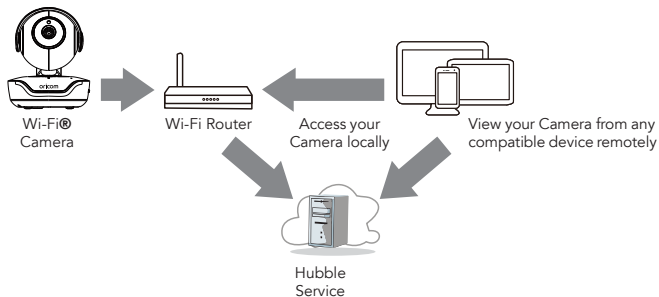 oricom
Wi-Fi®
Camera
Wi-Fi Router
Access your
Camera locally
View your Camera from any
compatible device remotely
Hubble
Service